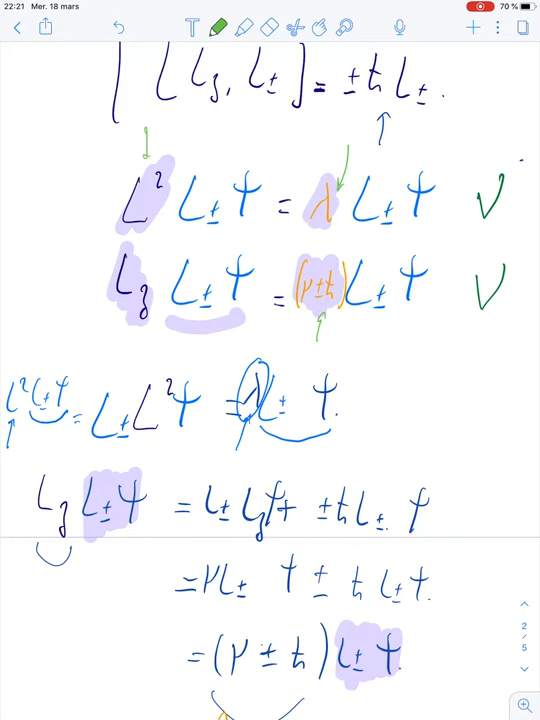 22:21 Mer. 18 mars 70 %
[L_z, L_±] = ±ħ L_±.
L² L_± Ψ = λ L_± Ψ ✓
L_z L_± Ψ = (μ±ħ) L_± Ψ ✓
L² L_± Ψ = L_± L² Ψ = λ L_± Ψ.
L_z L_± Ψ = L_± L_z Ψ + ±ħ L_± Ψ
= μ L_± Ψ ± ħ L_± Ψ.
= (μ ± ħ) L_± Ψ.
2
/
5